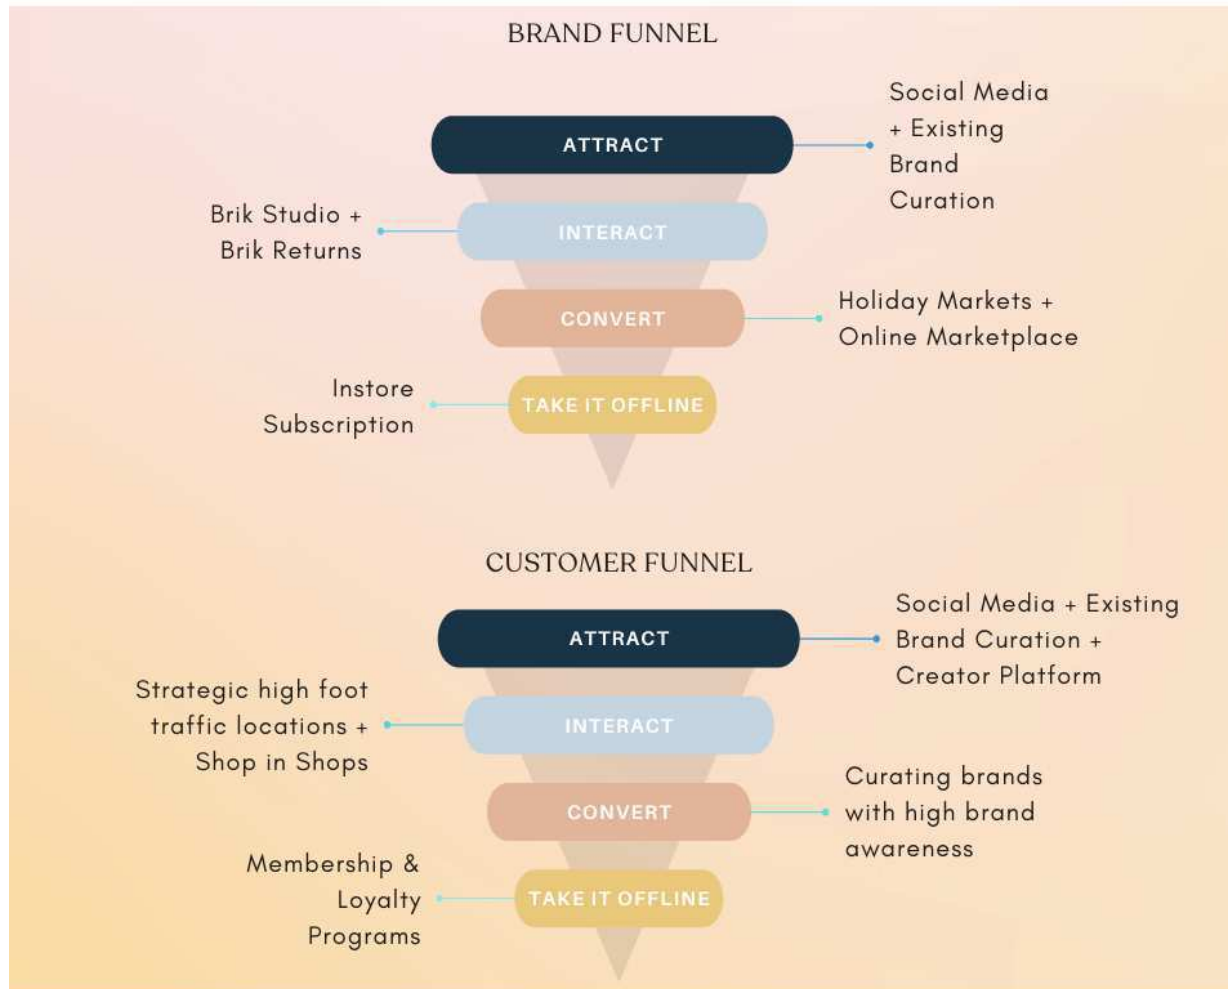 BRAND FUNNEL
ATTRACT
Social Media
+ Existing
Brand
Curation
Brik Studio +
Brik Returns
INTERACT
CONVERT
Holiday Markets +
Online Marketplace
Instore
Subscription
TAKE IT OFFLINE
CUSTOMER FUNNEL
ATTRACT
Social Media + Existing
Brand Curation +
Creator Platform
Strategic high foot
traffic locations +
Shop in Shops
INTERACT
CONVERT
Curating brands
with high brand
awareness
Membership &
Loyalty
Programs
TAKE IT OFFLINE